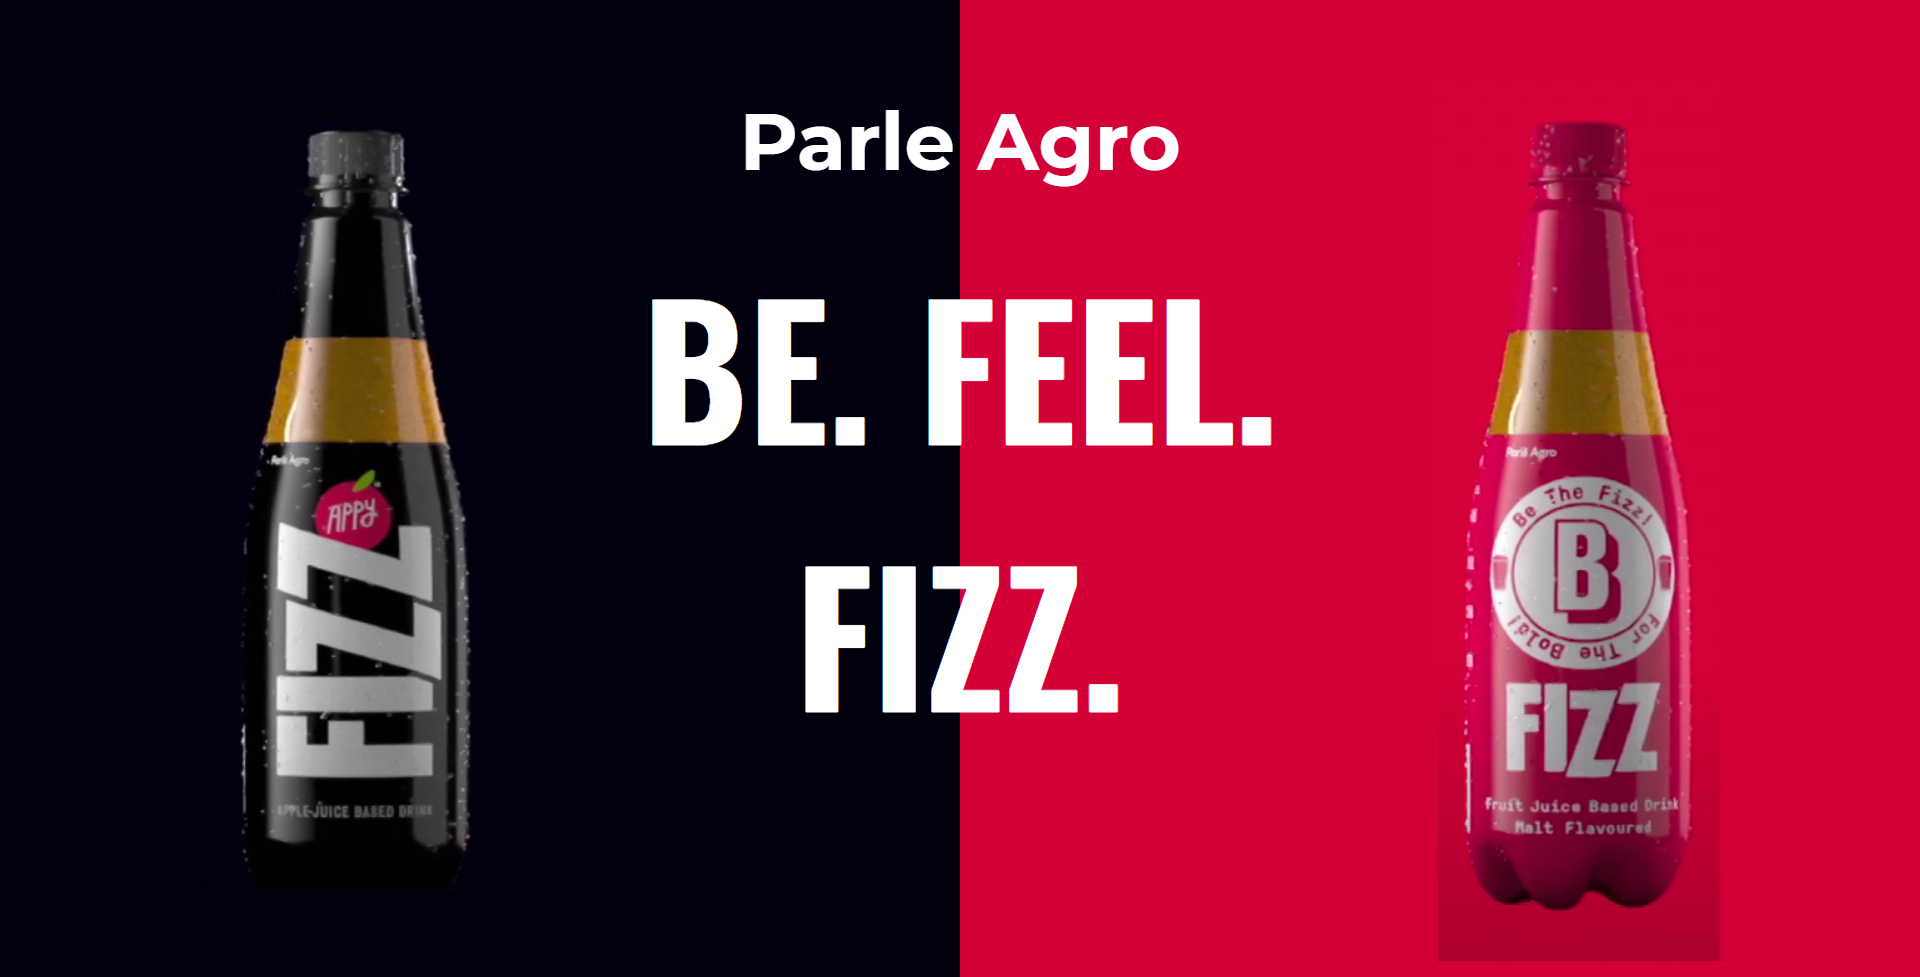 Parle Agro
BE. FEEL.
FIZZ.
Parle Agro
APPY
FIZZ
APPLE JUICE BASED DRINK
Parle Agro
Be The Fizz!
B
For The Bold!
FIZZ
Fruit Juice Based Drink
Malt Flavoured